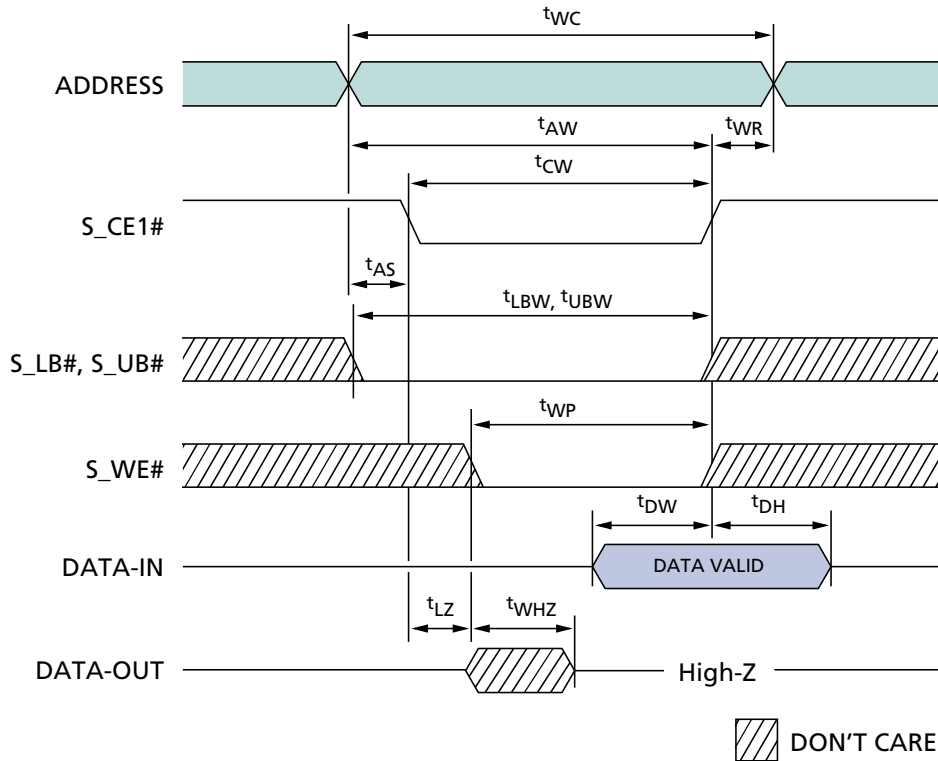 tWC
ADDRESS
tAW
tWR
tCW
S_CE1#
tAS
tLBW, tUBW
S_LB#, S_UB#
tWP
S_WE#
tDW
tDH
DATA-IN
DATA VALID
tLZ
tWHZ
DATA-OUT
High-Z
DON'T CARE